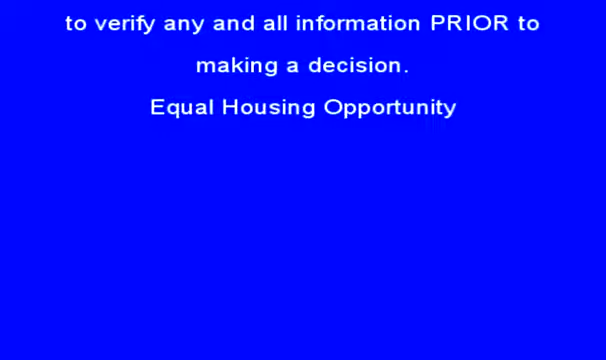 to verify any and all information PRIOR to
making a decision.
Equal Housing Opportunity